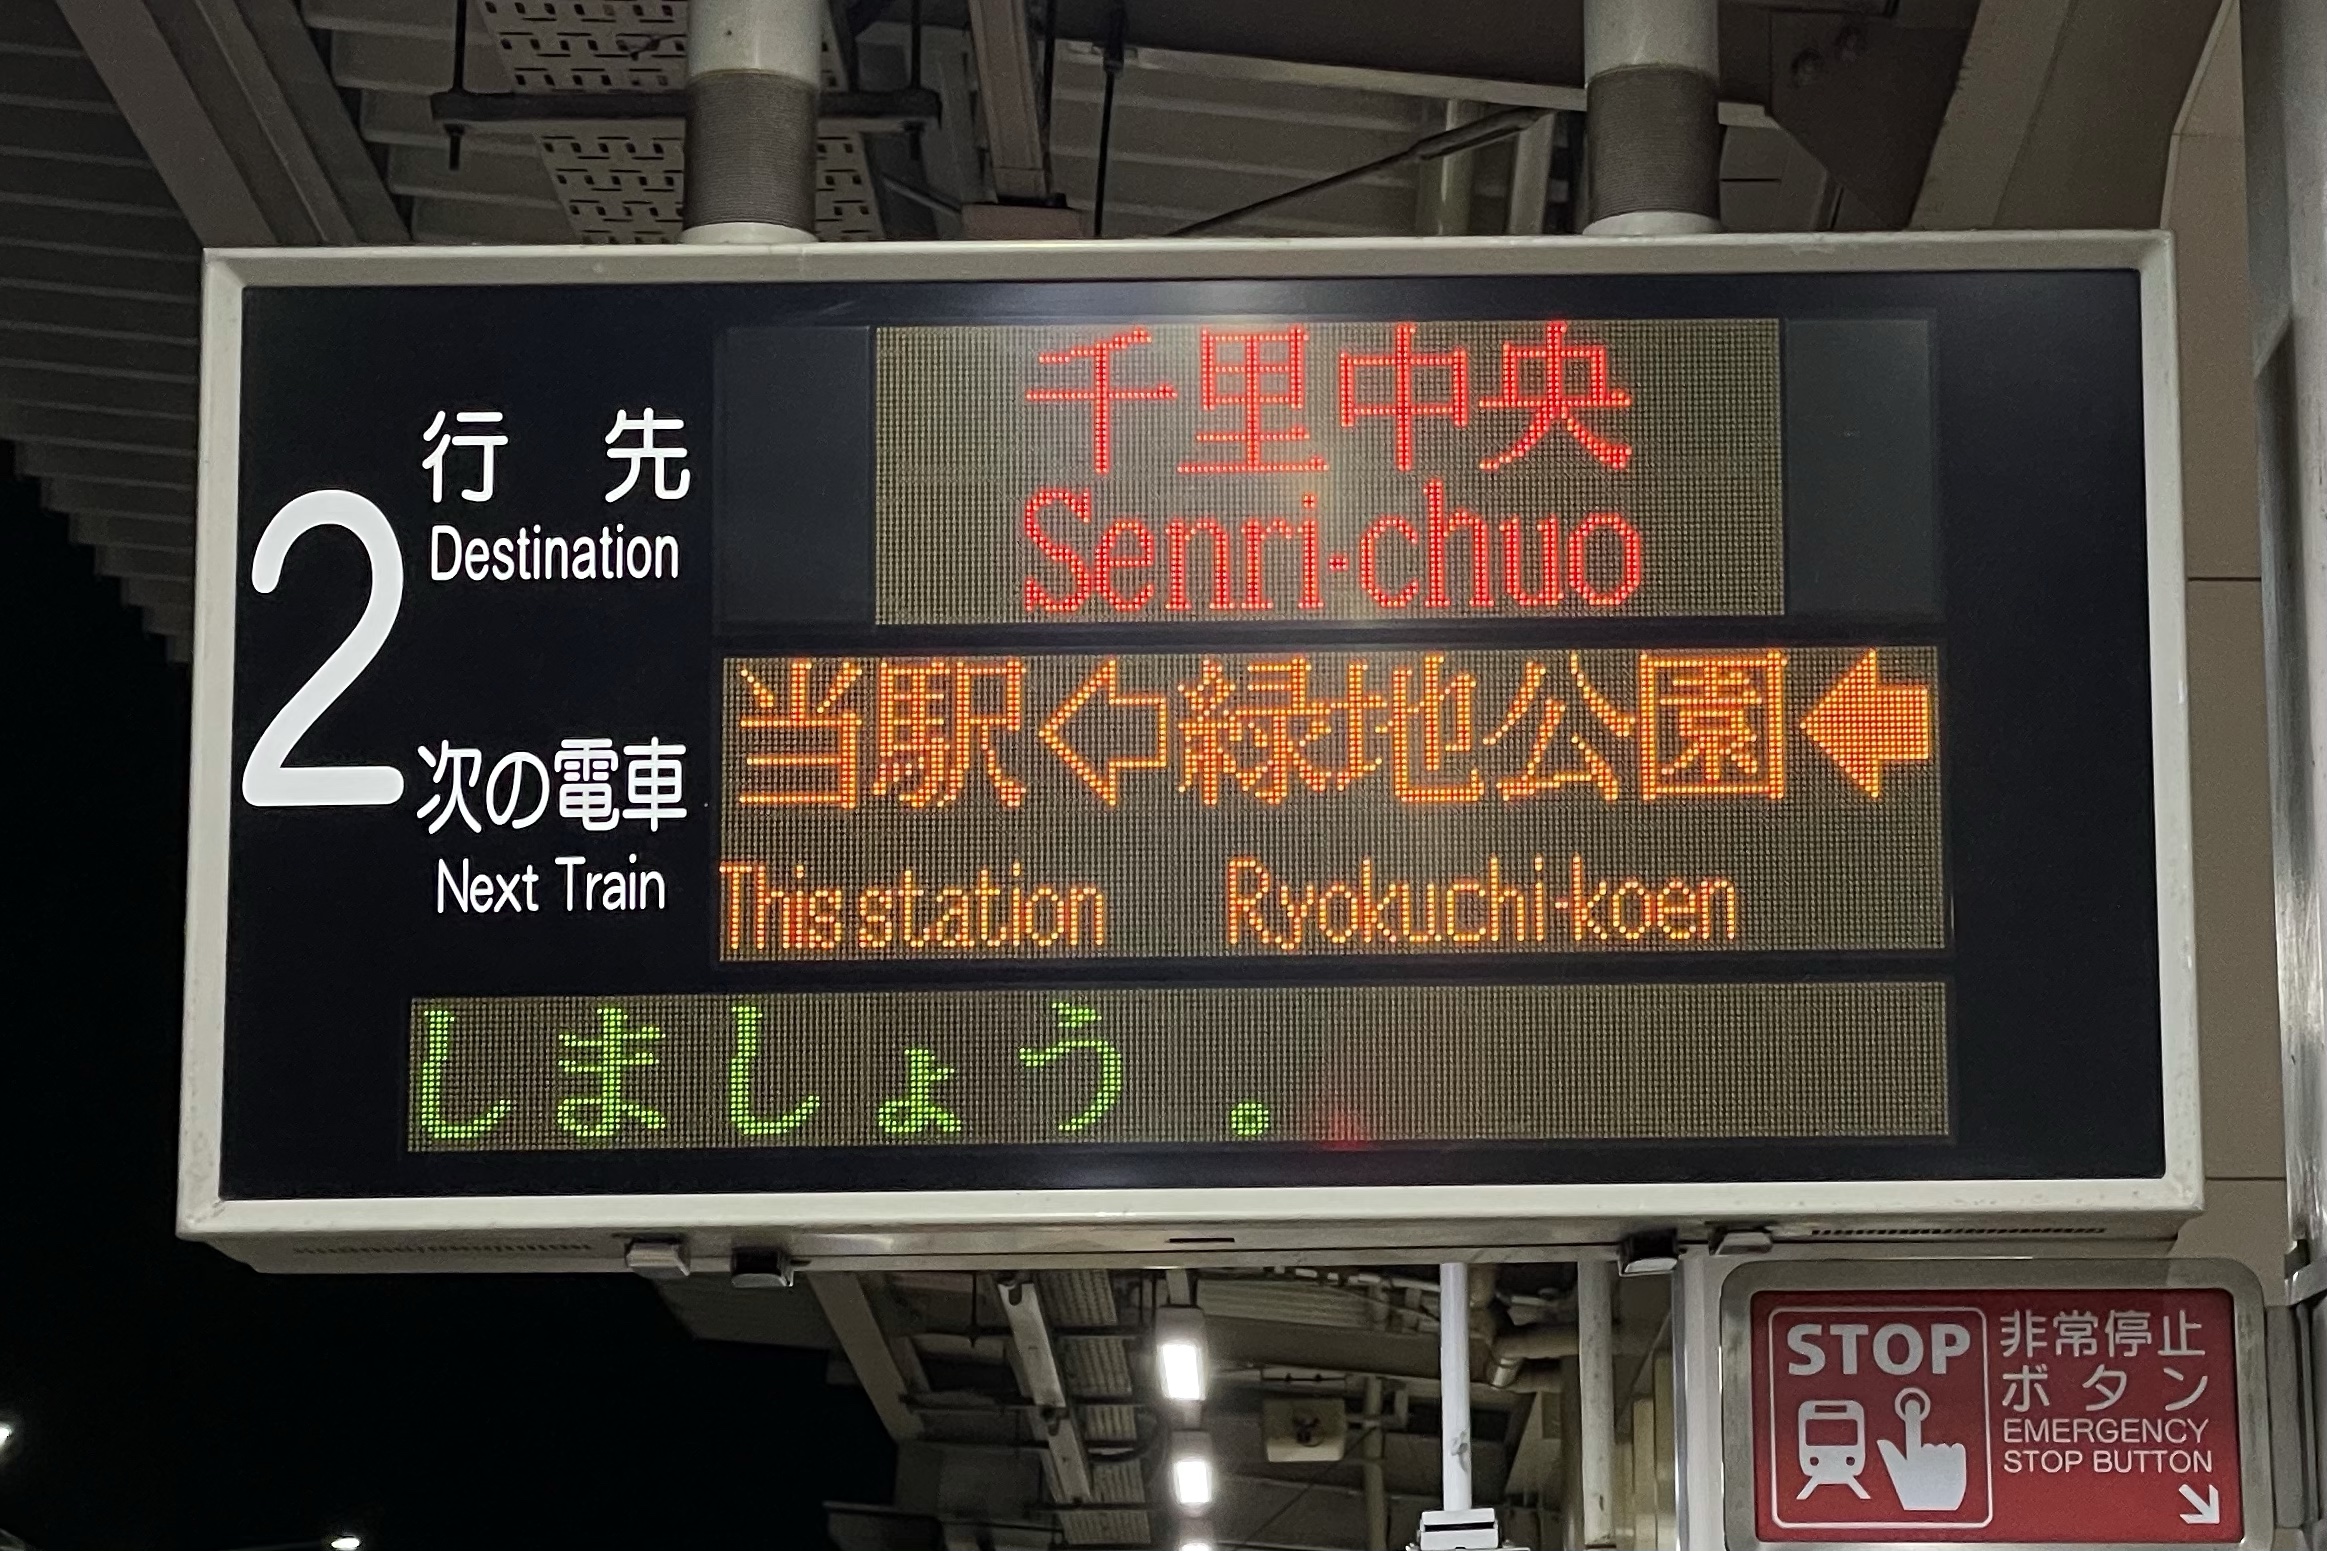 2
行先
Destination
千里中央
Senri-chuo
次の電車
Next Train
当駅⇦緑地公園⬅
This station Ryokuchi-koen
しましょう。
STOP
非常停止
ボタン
EMERGENCY
STOP BUTTON